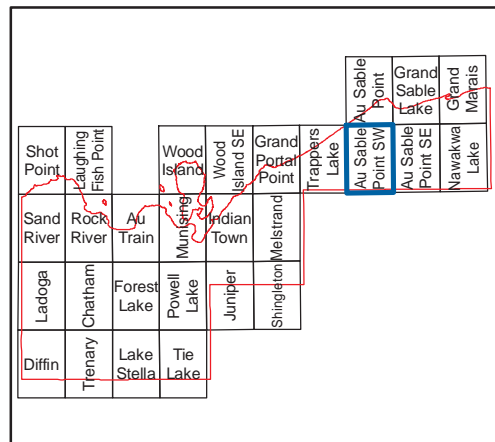 Au Sable
Point
Grand
Sable
Lake
Grand
Marais
Shot
Point
Laughing
Fish Point
Wood
Island
Wood
Island SE
Grand
Portal
Point
Trappers
Lake
Au Sable
Point SW
Au Sable
Point SE
Nawakwa
Lake
Sand
River
Rock
River
Au
Train
Munising
Indian
Town
Melstrand
Ladoga
Chatham
Forest
Lake
Powell
Lake
Juniper
Shingleton
Diffin
Trenary
Lake
Stella
Tie
Lake